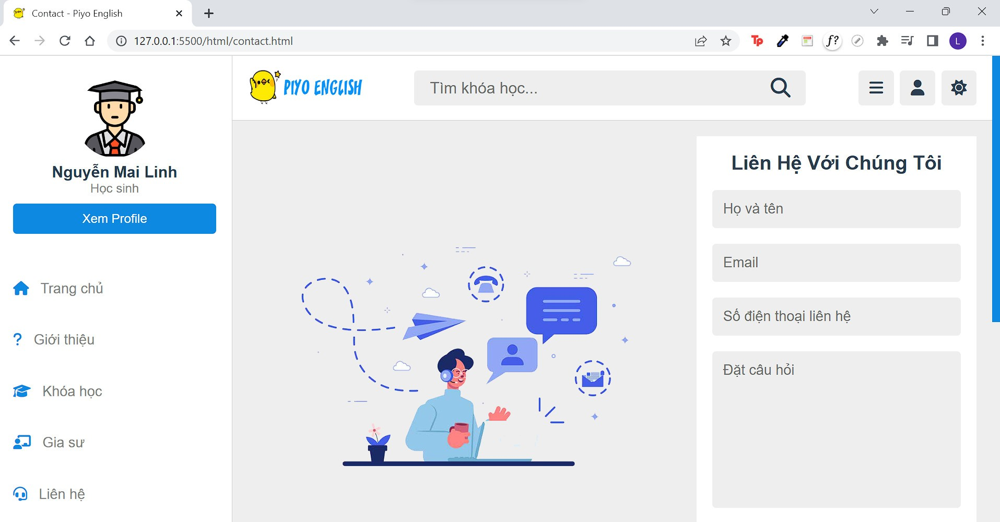 Contact - Piyo English
127.0.0.1:5500/html/contact.html
Tp
f?
L
Nguyễn Mai Linh
Học sinh
Xem Profile
Trang chủ
? Giới thiệu
Khóa học
Gia sư
Liên hệ
PIYO ENGLISH
Tìm khóa học...
Liên Hệ Với Chúng Tôi
Họ và tên
Email
Số điện thoại liên hệ
Đặt câu hỏi